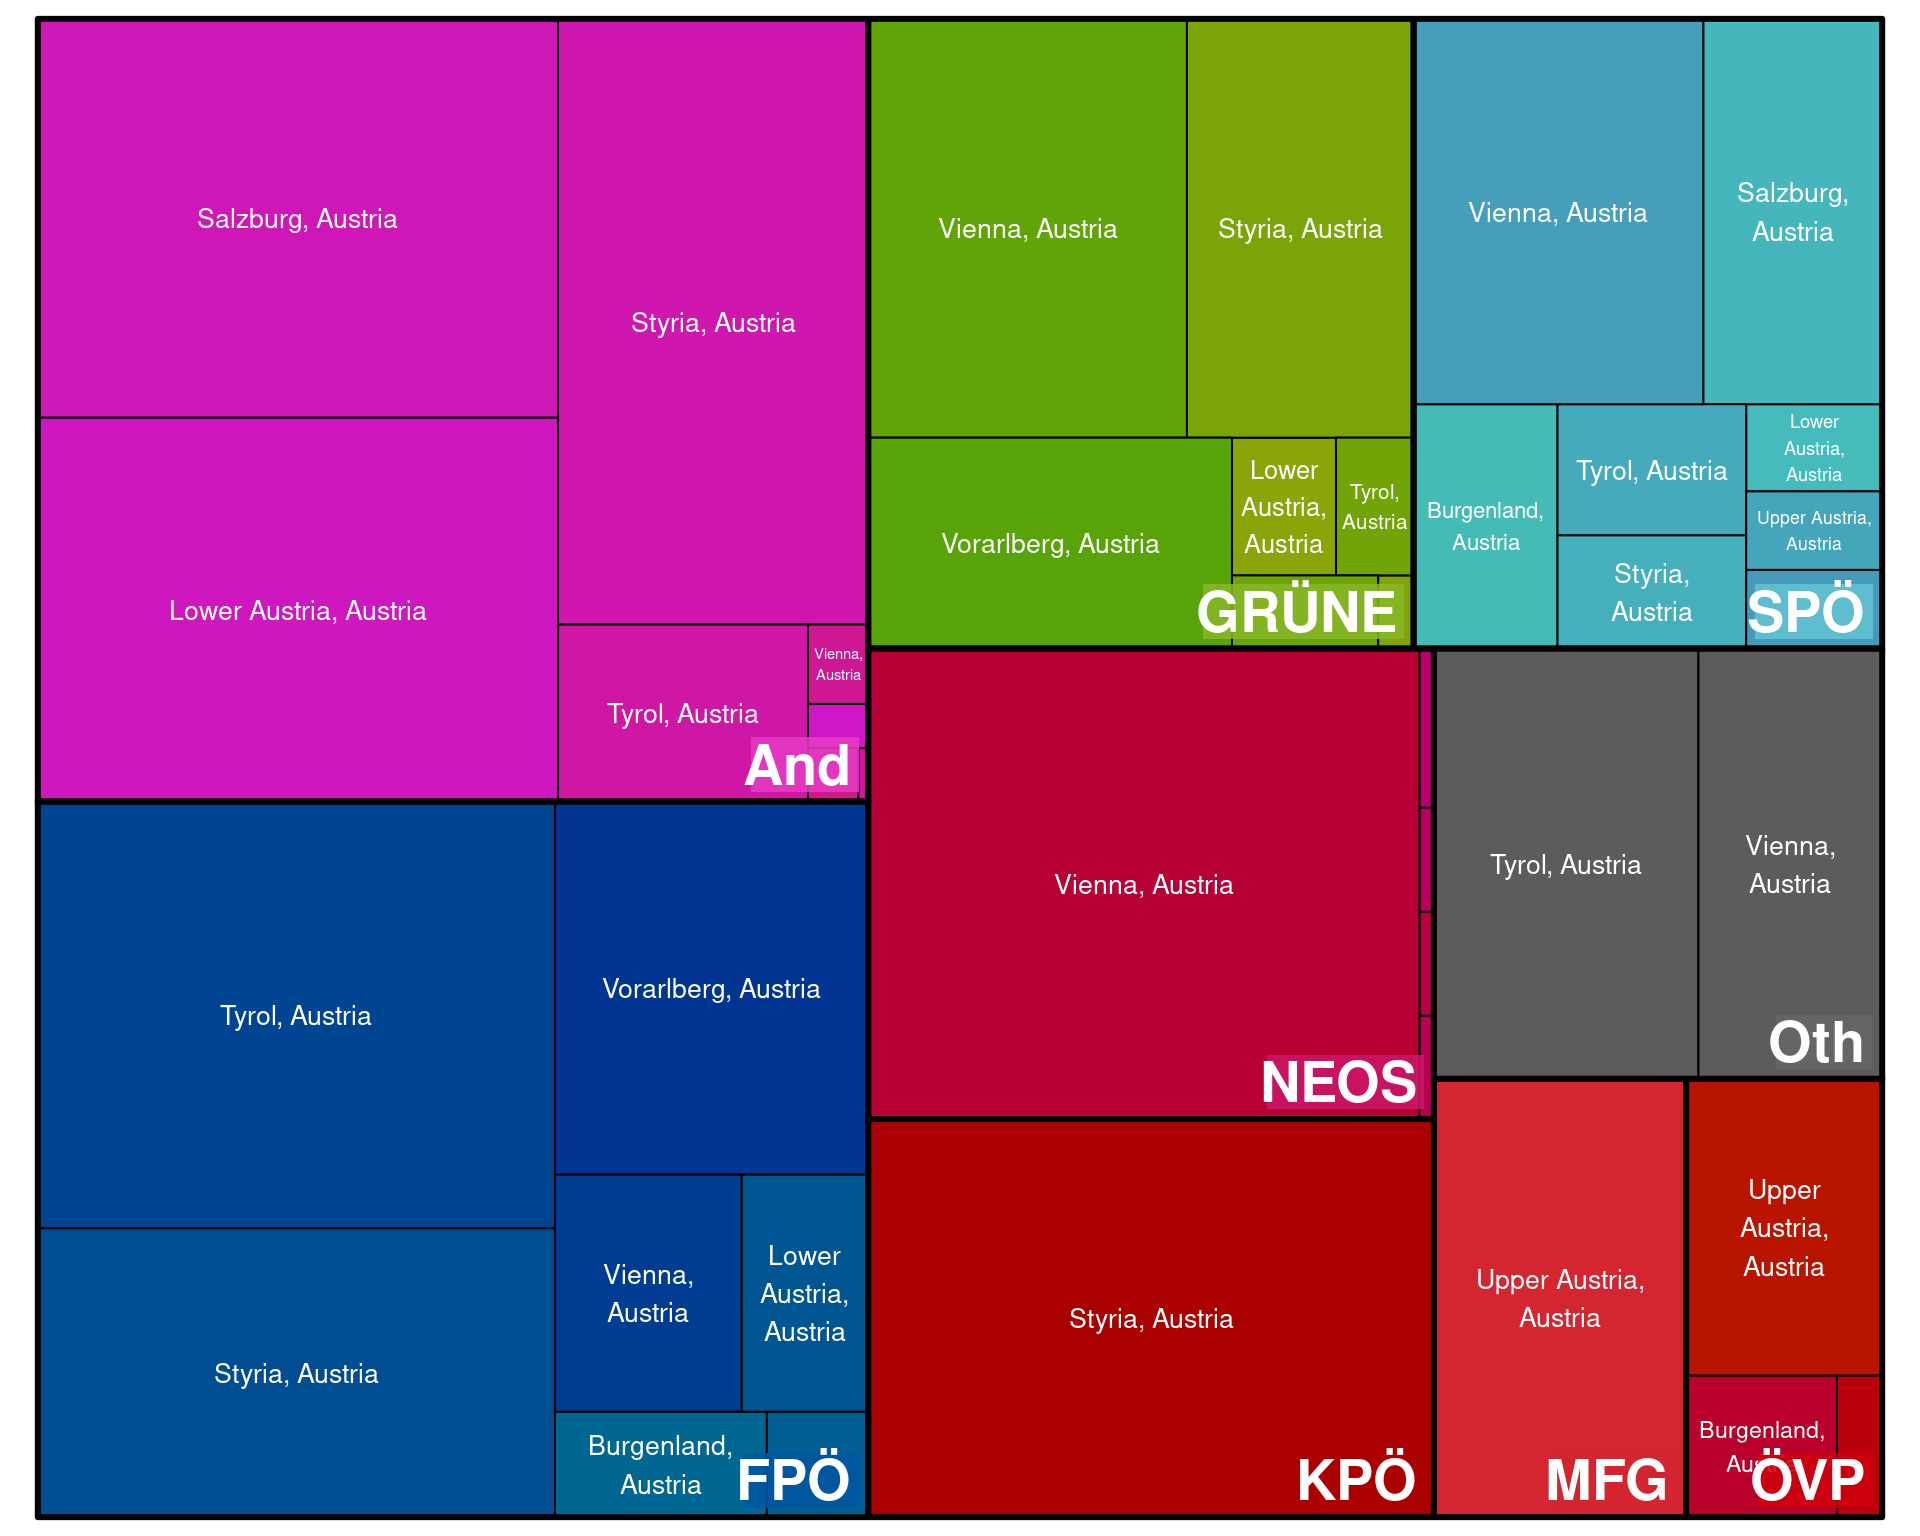 Salzburg, Austria
Styria, Austria
Lower Austria, Austria
Tyrol, Austria
Vienna,
Austria
And
Vienna, Austria
Styria, Austria
Vorarlberg, Austria
Lower
Austria,
Austria
Tyrol,
Austria
GRÜNE
Vienna, Austria
Salzburg,
Austria
Burgenland,
Austria
Tyrol, Austria
Styria,
Austria
Lower
Austria,
Austria
Upper Austria,
Austria
SPÖ
Tyrol, Austria
Vorarlberg, Austria
Styria, Austria
Vienna,
Austria
Lower
Austria,
Austria
Burgenland,
Austria
FPÖ
Vienna, Austria
NEOS
Tyrol, Austria
Vienna,
Austria
Oth
Styria, Austria
KPÖ
Upper Austria,
Austria
MFG
Upper
Austria,
Austria
Burgenland,
ÖVP